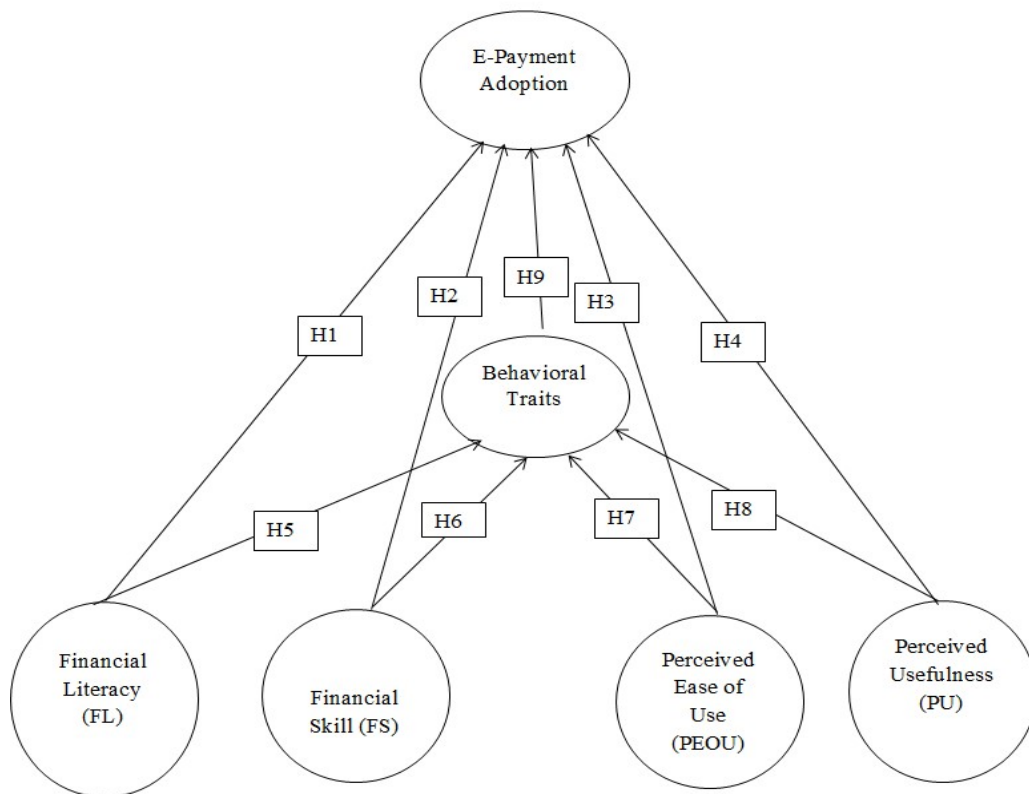 E-Payment
Adoption
H9
H2
H3
H1
H4
Behavioral
Traits
H5
H6
H7
H8
Financial
Literacy
(FL)
Financial
Skill (FS)
Perceived
Ease of
Use
(PEOU)
Perceived
Usefulness
(PU)